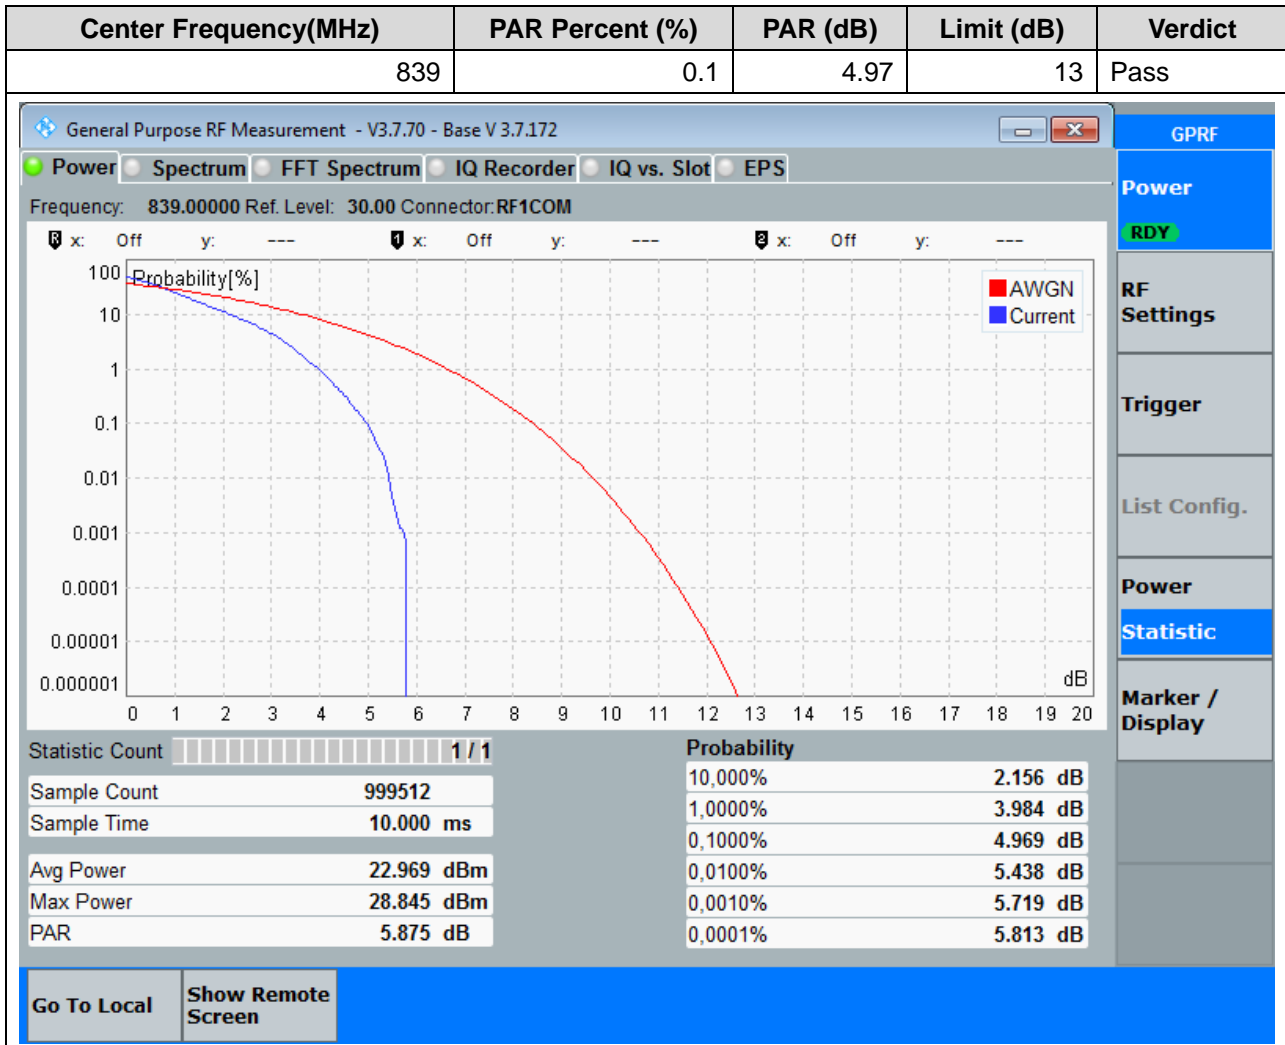 Center Frequency(MHz) PAR Percent (%) PAR (dB) Limit (dB) Verdict
839 0.1 4.97 13 Pass
General Purpose RF Measurement - V3.7.70 - Base V 3.7.172
GPRF
Power Spectrum FFT Spectrum IQ Recorder IQ vs. Slot EPS
Frequency: 839.00000 Ref. Level: 30.00 Connector:RF1COM
R x: Off y: --- 1 x: Off y: --- 2 x: Off y: ---
Probability[%]
100
10
1
0.1
0.01
0.001
0.0001
0.00001
0.000001
AWGN
Current
dB
0 1 2 3 4 5 6 7 8 9 10 11 12 13 14 15 16 17 18 19 20
Statistic Count 1 / 1
Sample Count 999512
Sample Time 10.000 ms
Avg Power 22.969 dBm
Max Power 28.845 dBm
PAR 5.875 dB
Probability
10,000% 2.156 dB
1,0000% 3.984 dB
0,1000% 4.969 dB
0,0100% 5.438 dB
0,0010% 5.719 dB
0,0001% 5.813 dB
Power
RDY
RF
Settings
Trigger
List Config.
Power
Statistic
Marker /
Display
Go To Local
Show Remote
Screen